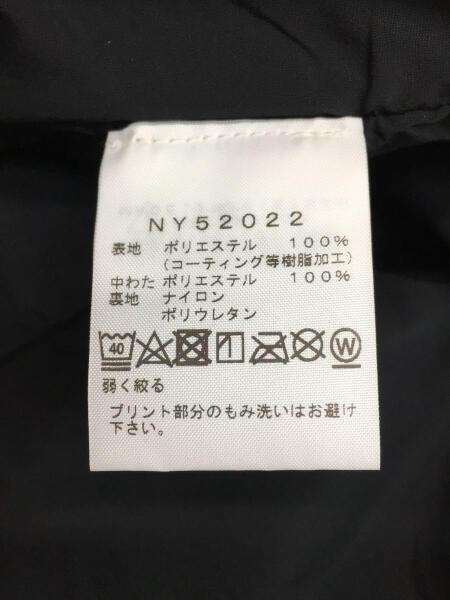 NY52022
表地 ポリエステル 100%
(コーティング等樹脂加工)
中わた ポリエステル 100%
裏地 ナイロン
ポリウレタン
40 W
弱く絞る
プリント部分のもみ洗いはお避け
下さい。